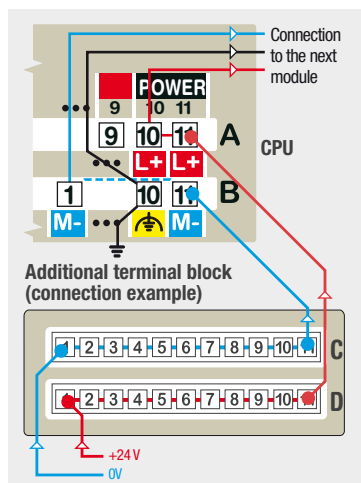 Connection
to the next
module
POWER
9 10 11
9 10 11 A
CPU
L+ L+
1 10 11 B
M- M-
Additional terminal block
(connection example)
1 2 3 4 5 6 7 8 9 10 11 C
1 2 3 4 5 6 7 8 9 10 11 D
+24 V
0V